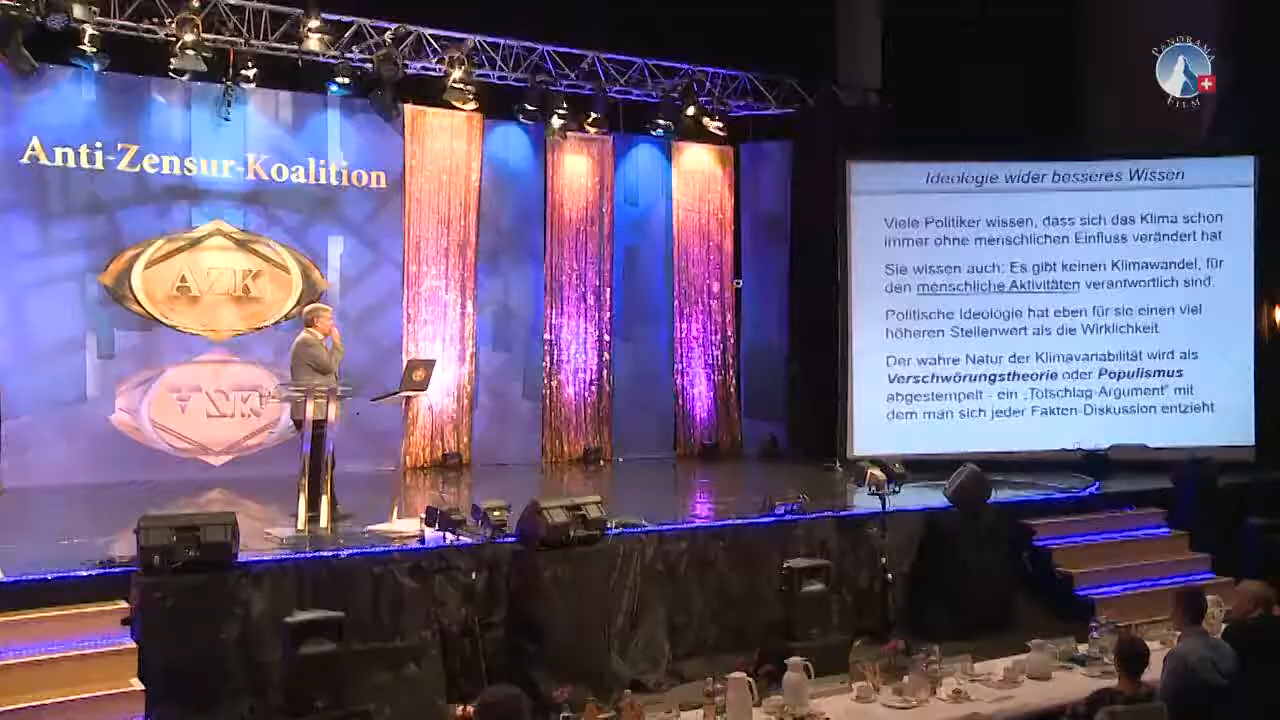 PANORAMA
FILM
Anti-Zensur-Koalition
AZK
Ideologie wider besseres Wissen
Viele Politiker wissen, dass sich das Klima schon
immer ohne menschlichen Einfluss verändert hat
Sie wissen auch: Es gibt keinen Klimawandel, für
den menschliche Aktivitäten verantwortlich sind.
Politische Ideologie hat eben für sie einen viel
höheren Stellenwert als die Wirklichkeit
Der wahre Natur der Klimavariabilität wird als
Verschwörungstheorie oder Populismus
abgestempelt - ein „Totschlag-Argument" mit
dem man sich jeder Fakten-Diskussion entzieht